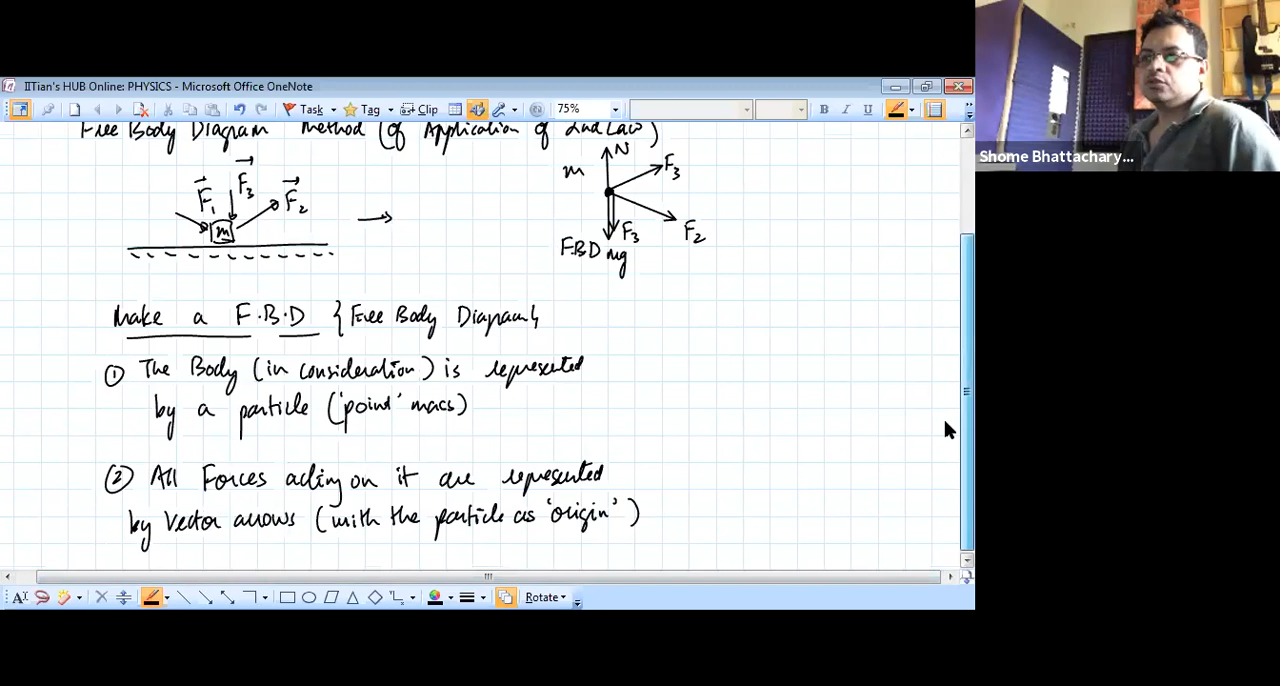 IITian's HUB Online: PHYSICS - Microsoft Office OneNote
Task
Tag
Clip
75%
B I U
Shome Bhattachary...
Free Body Diagram Method (of Application of 2nd Law)
F1
F3
F2
m
m
N
F3
F2
F3
F.B.D
mg
Make a F.B.D {Free Body Diagram}
① The Body (in consideration) is represented
by a particle ('point' mass)
② All Forces acting on it are represented
by Vector arrows (with the particle as 'origin')
Rotate